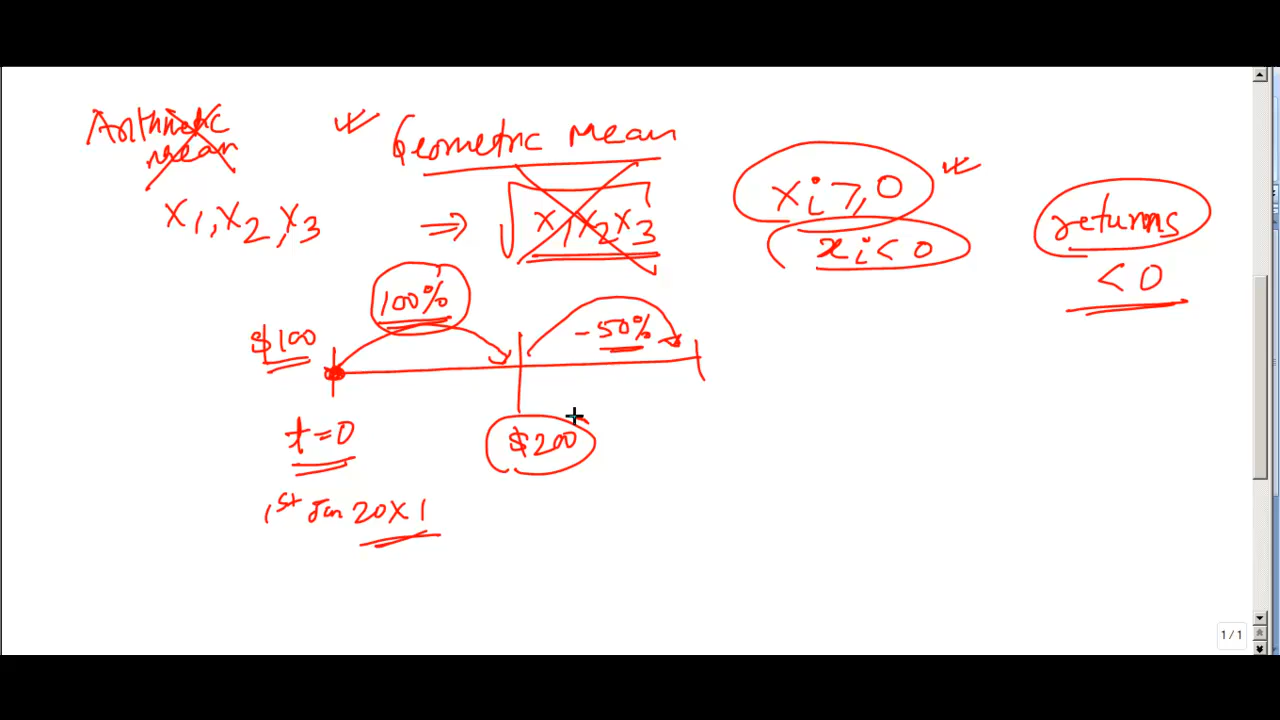 Arithmetic mean
Geometric mean
x1, x2, x3 ⇒ √x1x2x3
xi ≥ 0
xi < 0
returns
< 0
$100
100%
-50%
t=0
$200
1st Jan 20X1
1/1